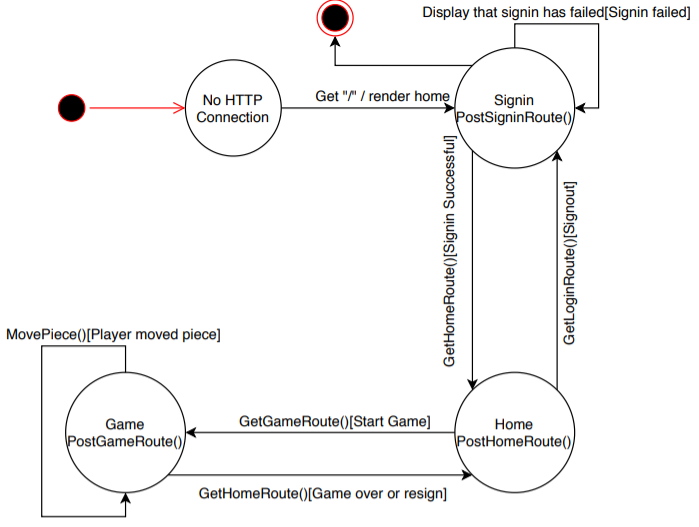 Display that signin has failed[Signin failed]
No HTTP
Connection
Get "/" / render home
Signin
PostSigninRoute()
GetHomeRoute()[Signin Successful]
GetLoginRoute()[Signout]
MovePiece()[Player moved piece]
Game
PostGameRoute()
GetGameRoute()[Start Game]
Home
PostHomeRoute()
GetHomeRoute()[Game over or resign]